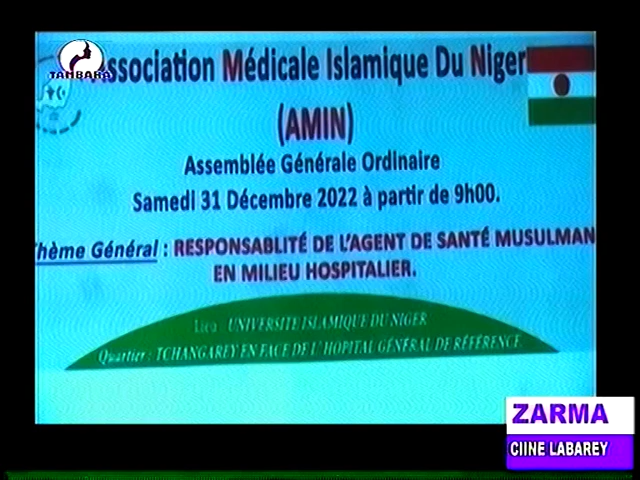 TAMBARA
Association Médicale Islamique Du Niger
(AMIN)
Assemblée Générale Ordinaire
Samedi 31 Décembre 2022 à partir de 9h00.
Thème Général : RESPONSABLITÉ DE L'AGENT DE SANTÉ MUSULMAN
EN MILIEU HOSPITALIER.
Lieu : UNIVERSITE ISLAMIQUE DU NIGER
Quartier : TCHANGAREY EN FACE DE L'HOPITAL GÉNÉRAL DE RÉFÉRENCE.
ZARMA
CIINE LABAREY